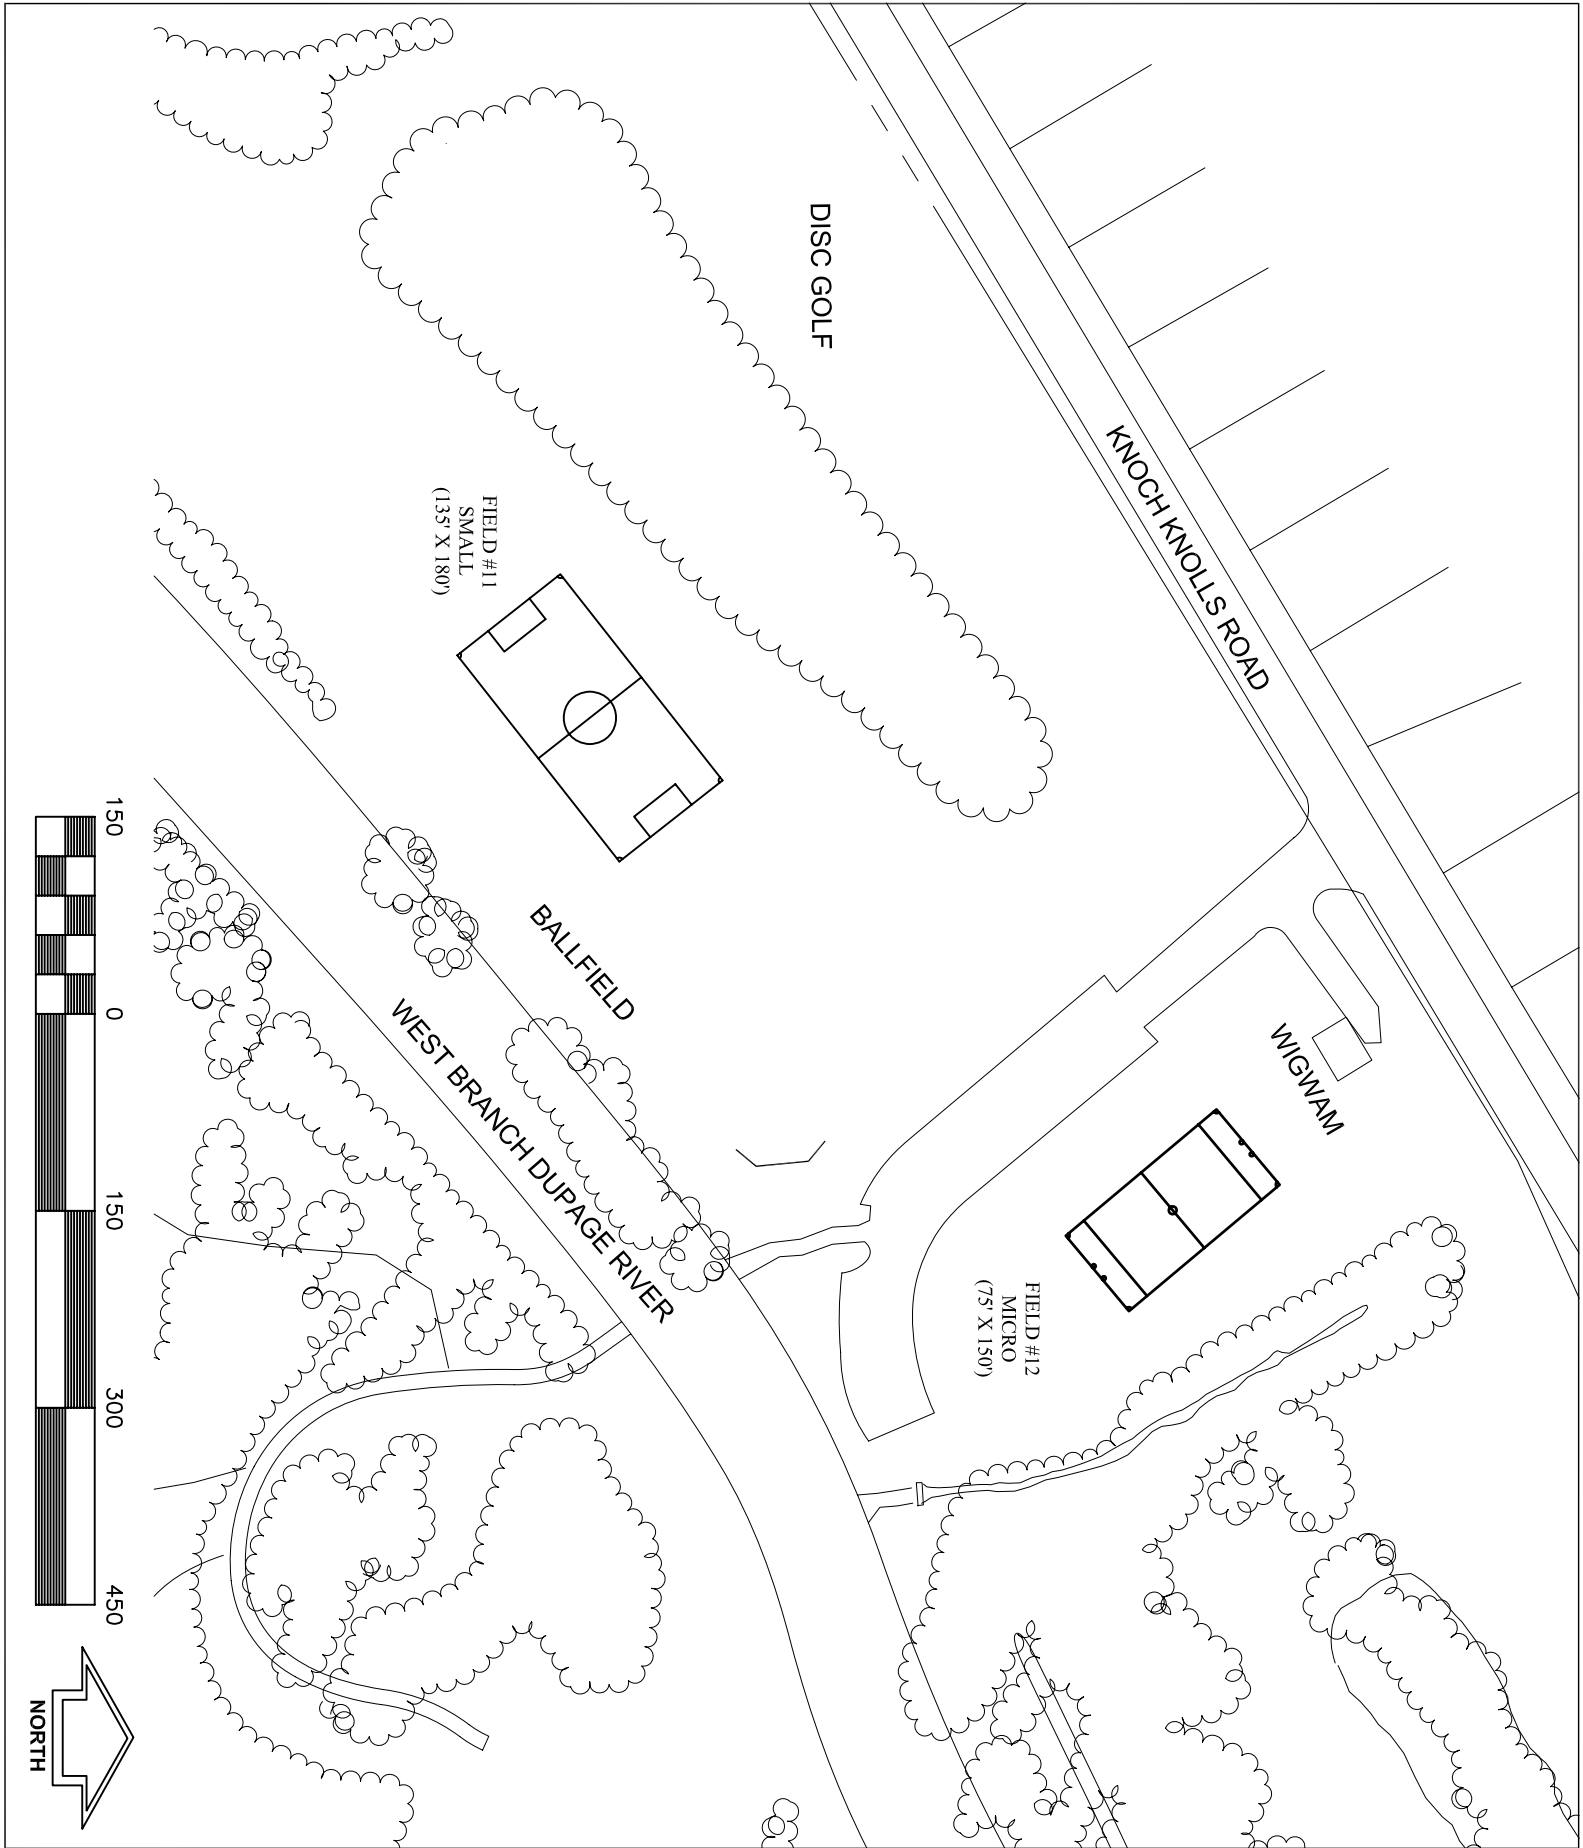 KNOCH KNOLLS ROAD
DISC GOLF
FIELD #11
SMALL
(135' X 180')
BALLFIELD
WIGWAM
FIELD #12
MICRO
(75' X 150')
WEST BRANCH DUPAGE RIVER
150 0 150 300 450
NORTH